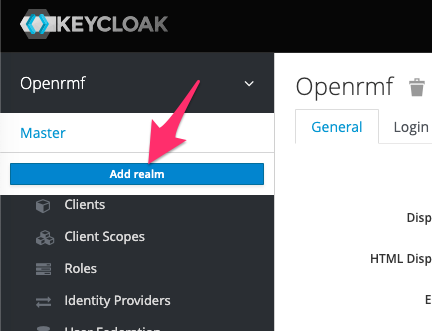 KEYCLOAK
Openrmf
Openrmf
Master
General
Login
Add realm
Clients
Disp
Client Scopes
HTML Disp
Roles
Identity Providers
E
User Federation